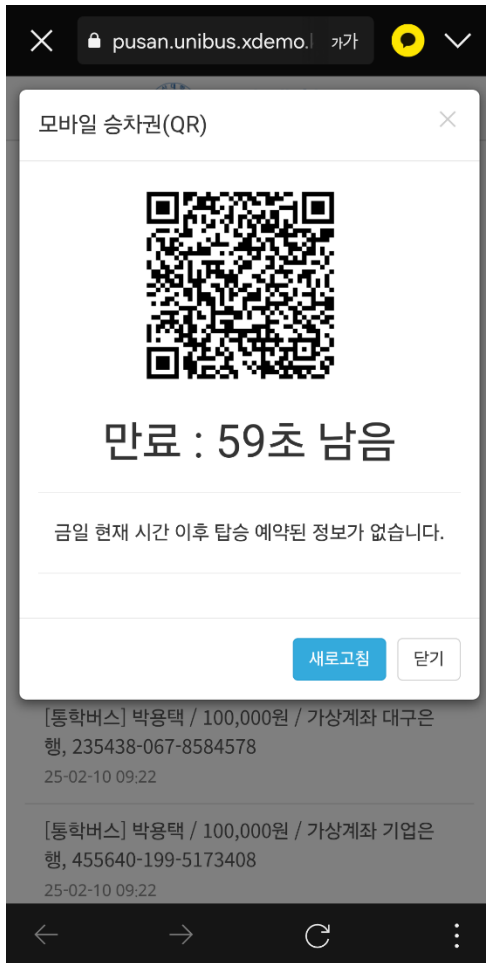 pusan.unibus.xdemo.
가가
모바일 승차권(QR)
만료 : 59초 남음
금일 현재 시간 이후 탑승 예약된 정보가 없습니다.
새로고침
닫기
[통학버스] 박용택 / 100,000원 / 가상계좌 대구은
행, 235438-067-8584578
25-02-10 09:22
[통학버스] 박용택 / 100,000원 / 가상계좌 기업은
행, 455640-199-5173408
25-02-10 09:22